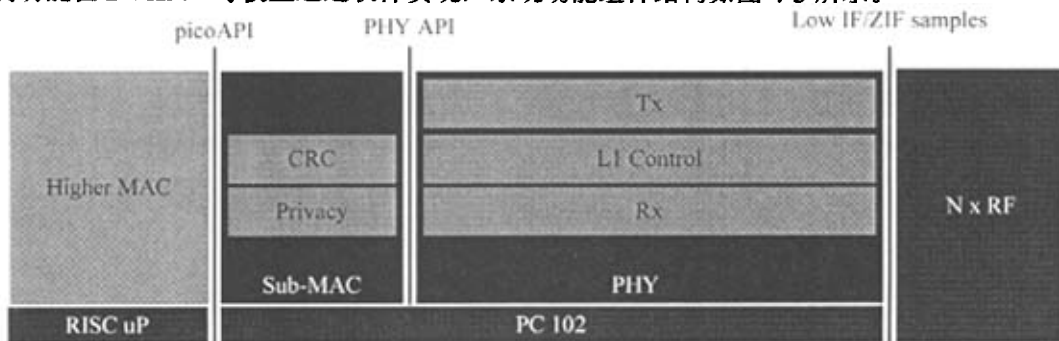 picoAPI
PHY API
Low IF/ZIF samples
Tx
CRC
L1 Control
Higher MAC
Privacy
Rx
N x RF
Sub-MAC
PHY
RISC uP
PC 102